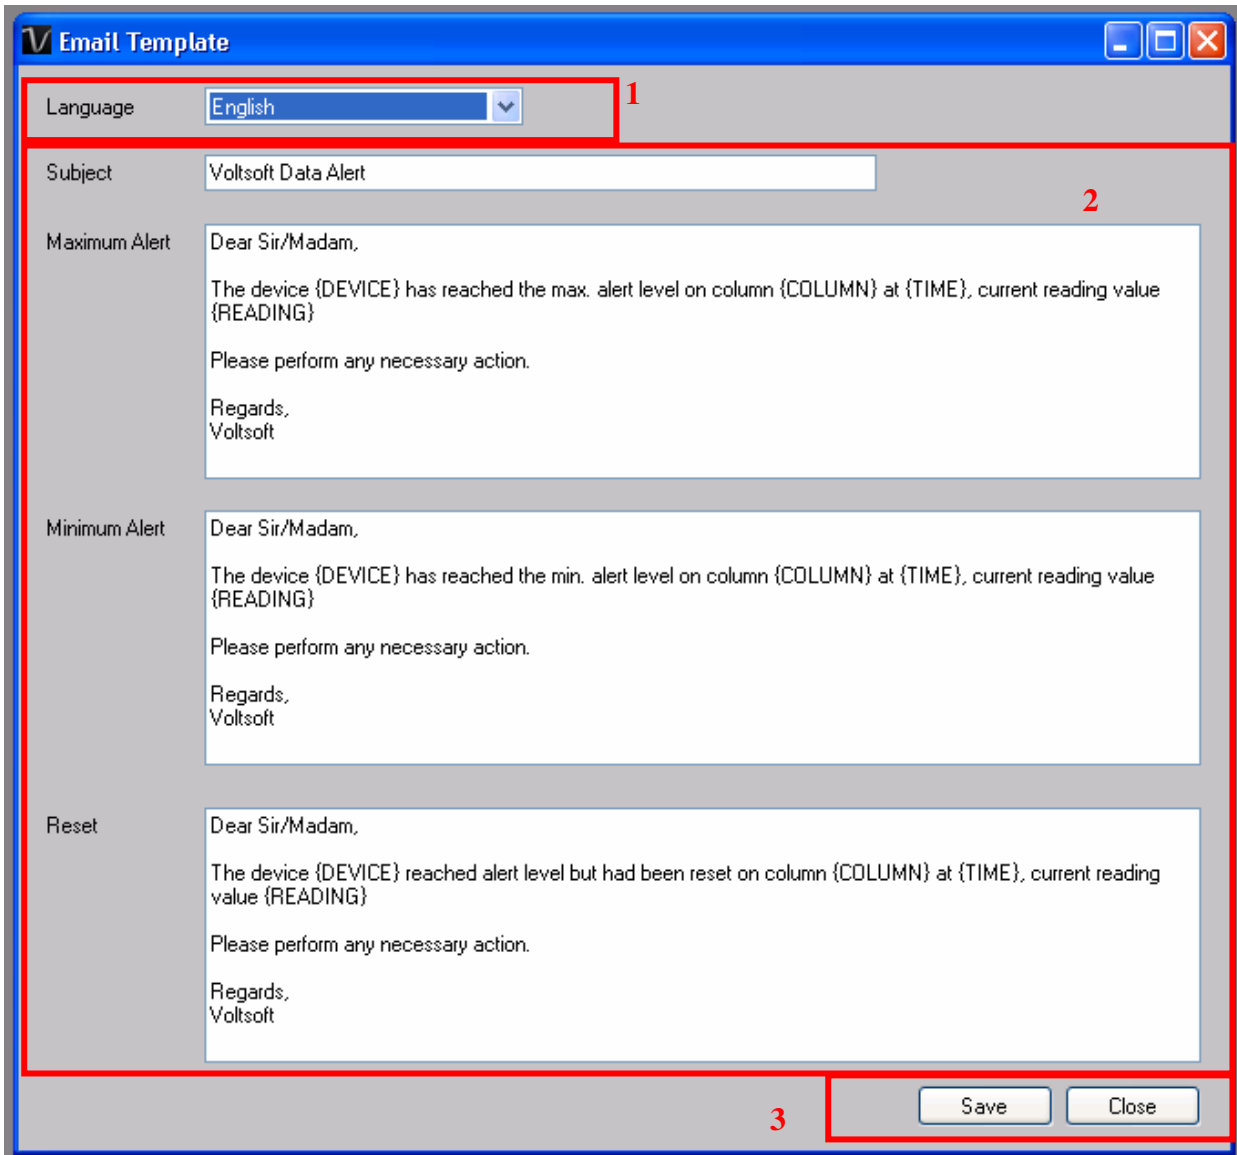 Email Template
Language
English
1
Subject
Voltsoft Data Alert
2
Maximum Alert
Dear Sir/Madam,
The device {DEVICE} has reached the max. alert level on column {COLUMN} at {TIME}, current reading value
{READING}
Please perform any necessary action.
Regards,
Voltsoft
Minimum Alert
Dear Sir/Madam,
The device {DEVICE} has reached the min. alert level on column {COLUMN} at {TIME}, current reading value
{READING}
Please perform any necessary action.
Regards,
Voltsoft
Reset
Dear Sir/Madam,
The device {DEVICE} reached alert level but had been reset on column {COLUMN} at {TIME}, current reading
value {READING}
Please perform any necessary action.
Regards,
Voltsoft
3
Save
Close